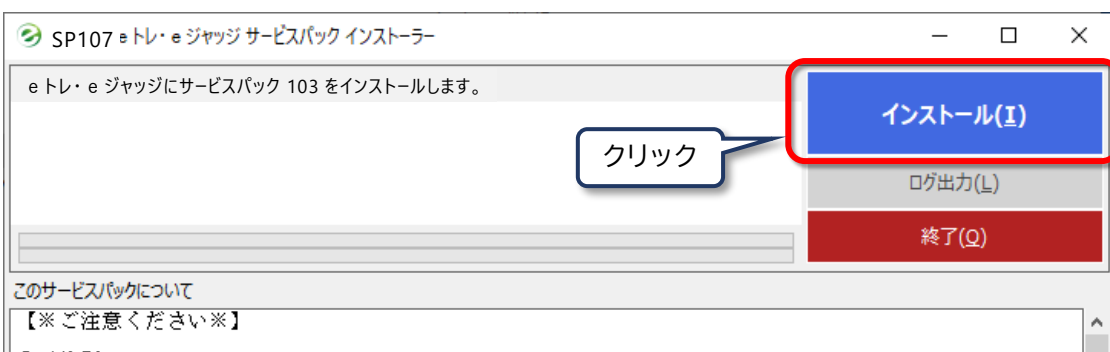 SP107 eトレ・eジャッジ サービスパック インストーラー
eトレ・eジャッジにサービスパック 103 をインストールします。
インストール(I)
クリック
ログ出力(L)
終了(Q)
このサービスパックについて
【※ご注意ください※】